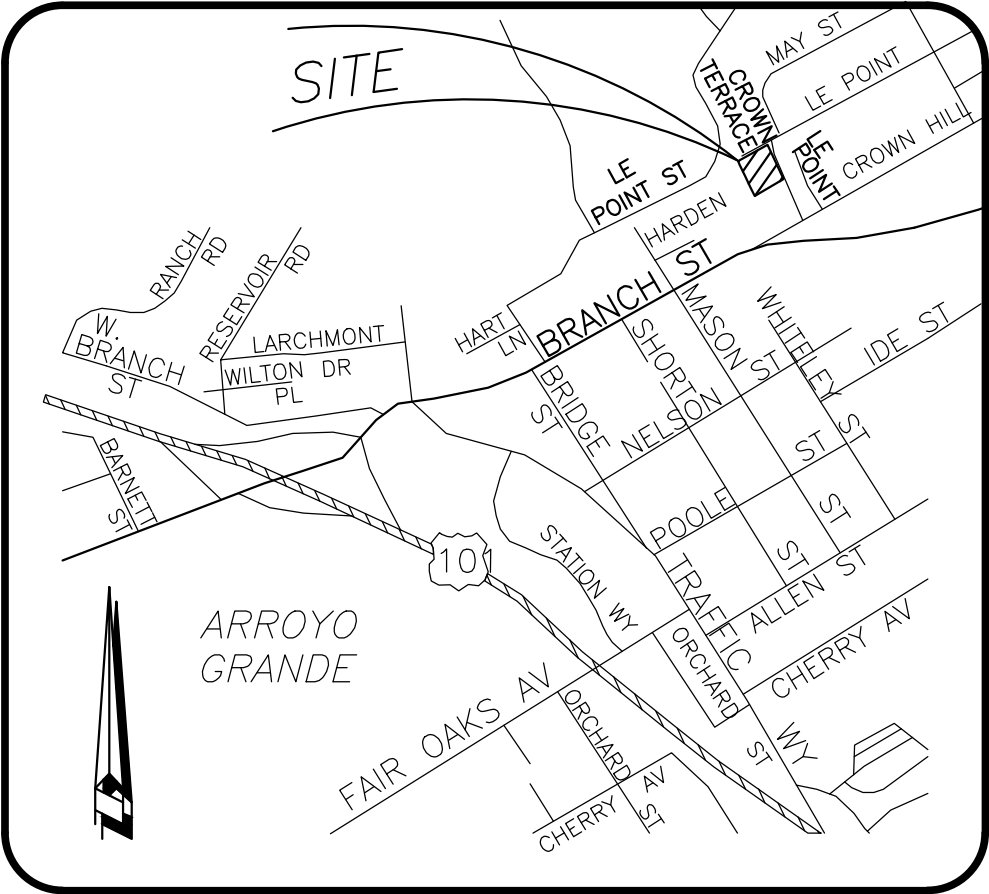 SITE
MAY ST
CROWN
TERRACE
LE POINT
LE
POINT
CROWN HILL
LE
POINT ST
HARDEN
ST
BRANCH ST
RANCH
RD
RESERVOIR
RD
W.
BRANCH
ST
LARCHMONT
DR
WILTON
PL
HART
LN
MASON
ST
WHITELEY
ST
IDE ST
SHORTON
ST
BRIDGE
ST
NELSON ST
BARNETT
ST
POOLE ST
101
STATION WY
TRAFFIC WY
ALLEN ST
CHERRY AV
ARROYO
GRANDE
ORCHARD
ST
FAIR OAKS AV
ORCHARD
ST
CHERRY AV